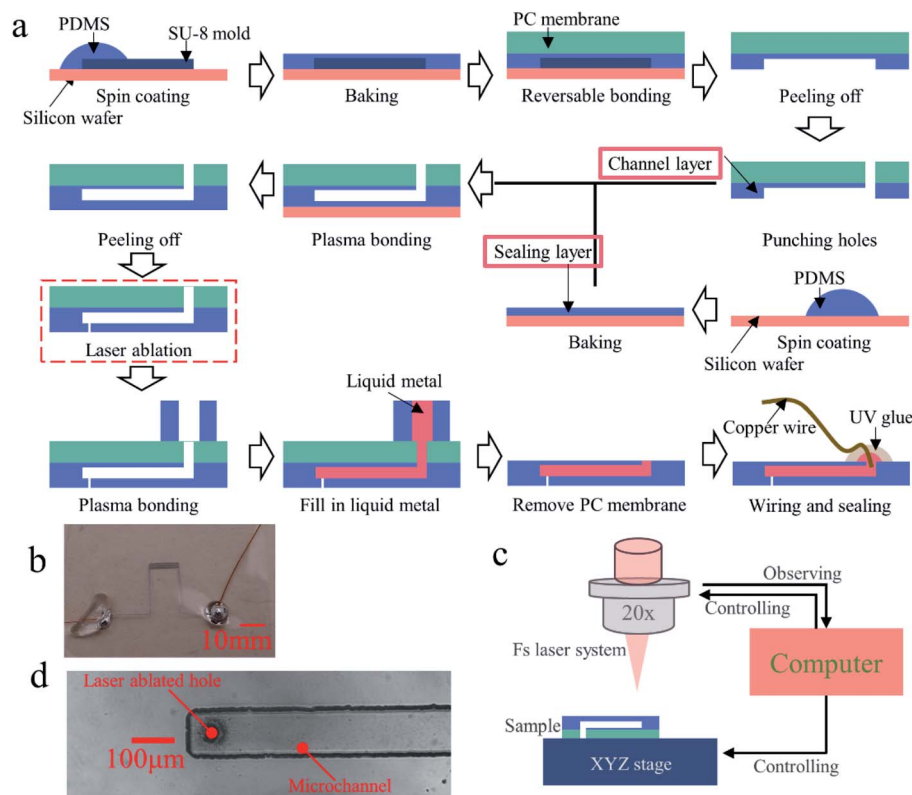 a
PDMS
SU-8 mold
Silicon wafer
Spin coating
Baking
PC membrane
Reversable bonding
Peeling off
Channel layer
Punching holes
Plasma bonding
Peeling off
Sealing layer
Baking
PDMS
Silicon wafer
Spin coating
Laser ablation
Plasma bonding
Liquid metal
Fill in liquid metal
Remove PC membrane
Copper wire
UV glue
Wiring and sealing
b
10mm
c
20x
Fs laser system
Observing
Controlling
Computer
Sample
XYZ stage
Controlling
d
Laser ablated hole
100μm
Microchannel